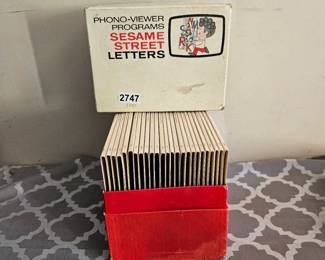 PHONO-VIEWER
PROGRAMS
SESAME
STREET
LETTERS
2747